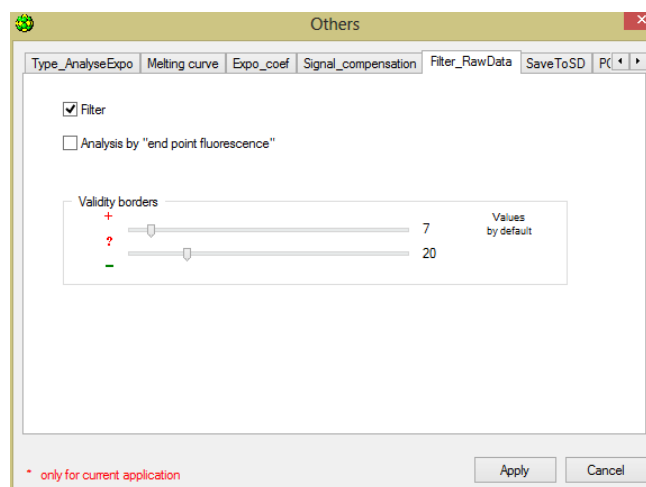 Others
Type_AnalyseExpo Melting curve Expo_coef Signal_compensation Filter_RawData SaveToSD
Filter
Analysis by "end point fluorescence"
Validity borders
+
7
Values
by default
?
20
–
* only for current application
Apply Cancel